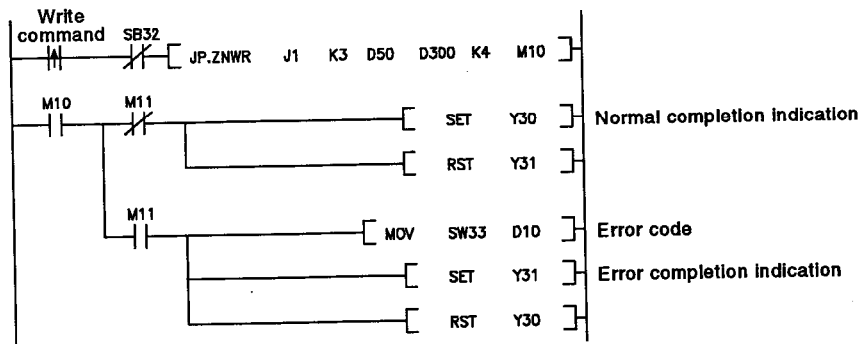 Write
command SB32
JP.ZNWR J1 K3 D50 D300 K4 M10
M10 M11
SET Y30 Normal completion indication
RST Y31
M11
MOV SW33 D10 Error code
SET Y31 Error completion indication
RST Y30